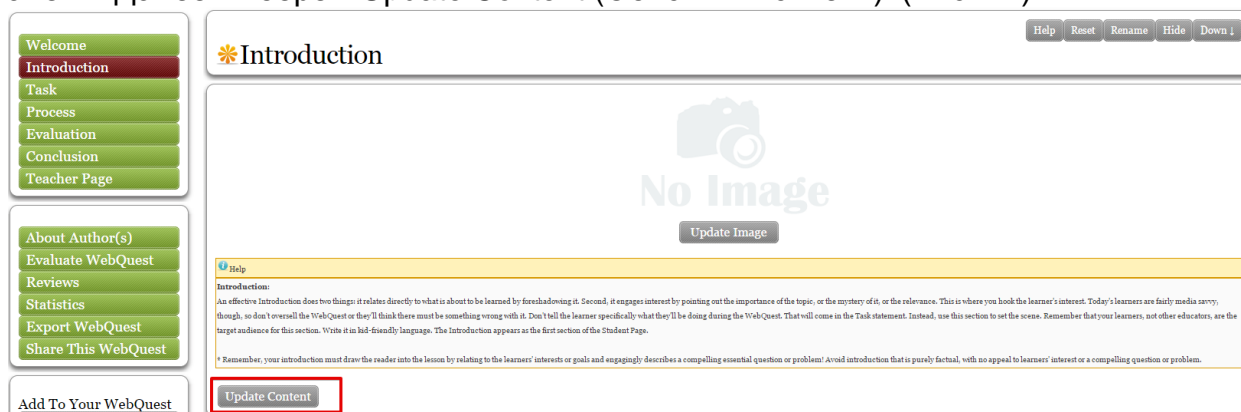 Welcome
Introduction
Task
Process
Evaluation
Conclusion
Teacher Page
About Author(s)
Evaluate WebQuest
Reviews
Statistics
Export WebQuest
Share This WebQuest
Add To Your WebQuest
Introduction
Help Reset Rename Hide Down ↓
No Image
Update Image
Help
Introduction:
An effective Introduction does two things: it relates directly to what is about to be learned by foreshadowing it. Second, it engages interest by pointing out the importance of the topic, or the mystery of it, or the relevance. This is where you hook the learner's interest. Today's learners are fairly media savvy,
though, so don't oversell the WebQuest or they'll think there must be something wrong with it. Don't tell the learner specifically what they'll be doing during the WebQuest. That will come in the Task statement. Instead, use this section to set the scene. Remember that your learners, not other educators, are the
target audience for this section. Write it in kid-friendly language. The Introduction appears as the first section of the Student Page.
* Remember, your introduction must draw the reader into the lesson by relating to the learners' interests or goals and engagingly describes a compelling essential question or problem! Avoid introduction that is purely factual, with no appeal to learners' interest or a compelling question or problem.
Update Content